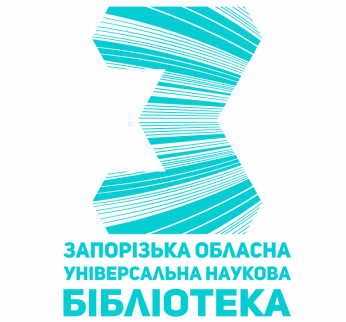 ЗАПОРІЗЬКА ОБЛАСНА
УНІВЕРСАЛЬНА НАУКОВА
БІБЛІОТЕКА